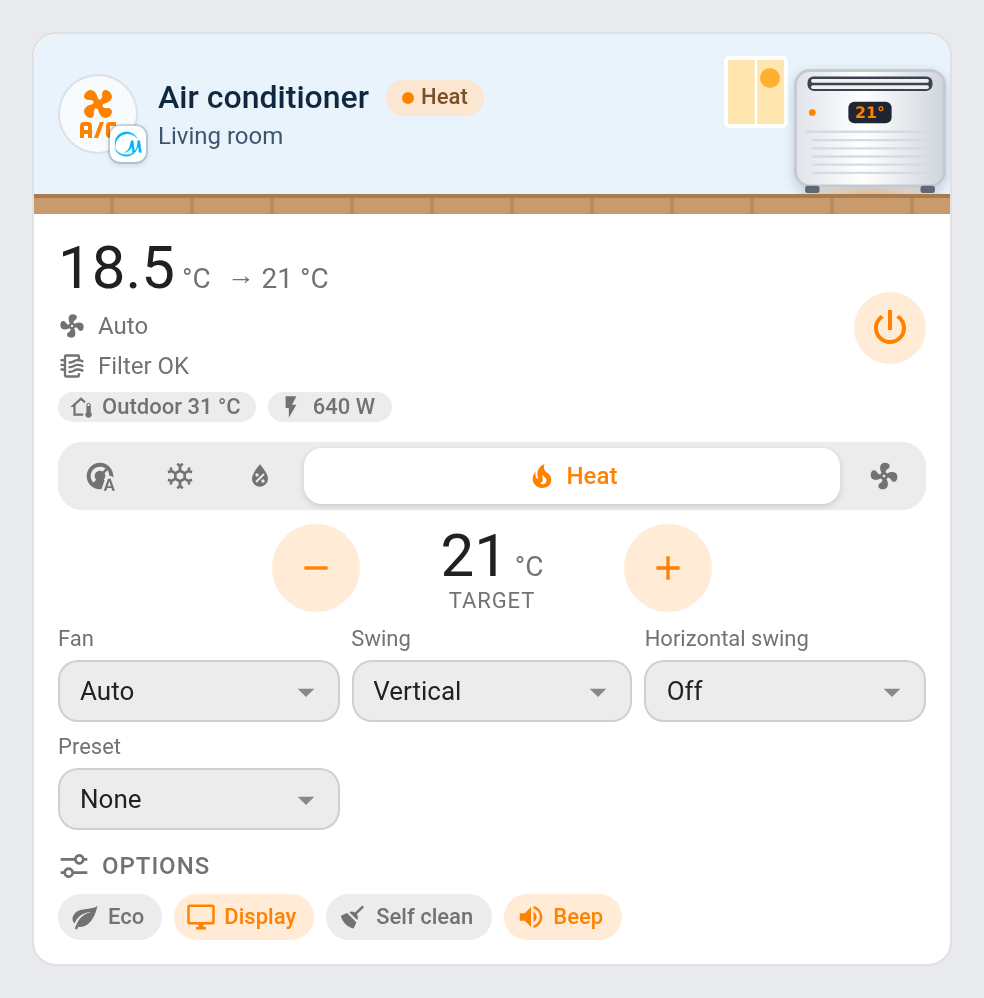 Air conditioner
Heat
Living room
A/C
21°
18.5 °C → 21 °C
Auto
Filter OK
Outdoor 31 °C
640 W
A
Heat
21 °C
TARGET
Fan
Swing
Horizontal swing
Auto
Vertical
Off
Preset
None
OPTIONS
Eco
Display
Self clean
Beep